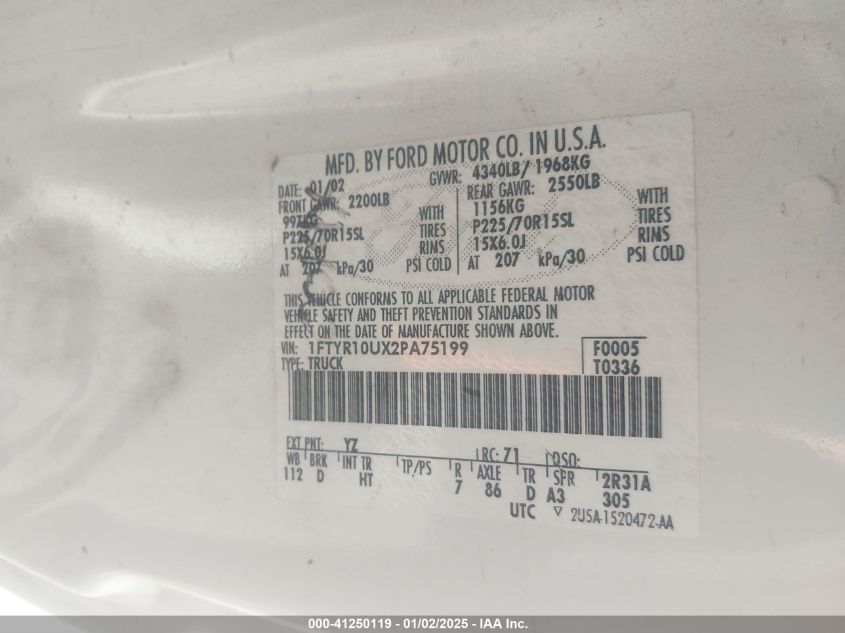 MFD. BY FORD MOTOR CO. IN U.S.A.
DATE: 01/02 GVWR: 4340LB/ 1968KG
FRONT GAWR: 2200LB REAR GAWR: 2550LB
997KG WITH 1156KG WITH
P225/70R15SL TIRES P225/70R15SL TIRES
15X6.0J RIMS 15X6.0J RIMS
AT 207 kPa/30 PSI COLD AT 207 kPa/30 PSI COLD
THIS VEHICLE CONFORMS TO ALL APPLICABLE FEDERAL MOTOR
VEHICLE SAFETY AND THEFT PREVENTION STANDARDS IN
EFFECT ON THE DATE OF MANUFACTURE SHOWN ABOVE.
VIN: 1FTYR10UX2PA75199 F0005
TYPE: TRUCK T0336
EXT PNT: YZ RC: 71 DSO:
WB BRK INT TR TP/PS R AXLE TR SPR 2R31A
112 D HT 7 86 D A3 305
UTC ▽ 2U5A-1520472-AA
000-41250119 - 01/02/2025 - IAA Inc.